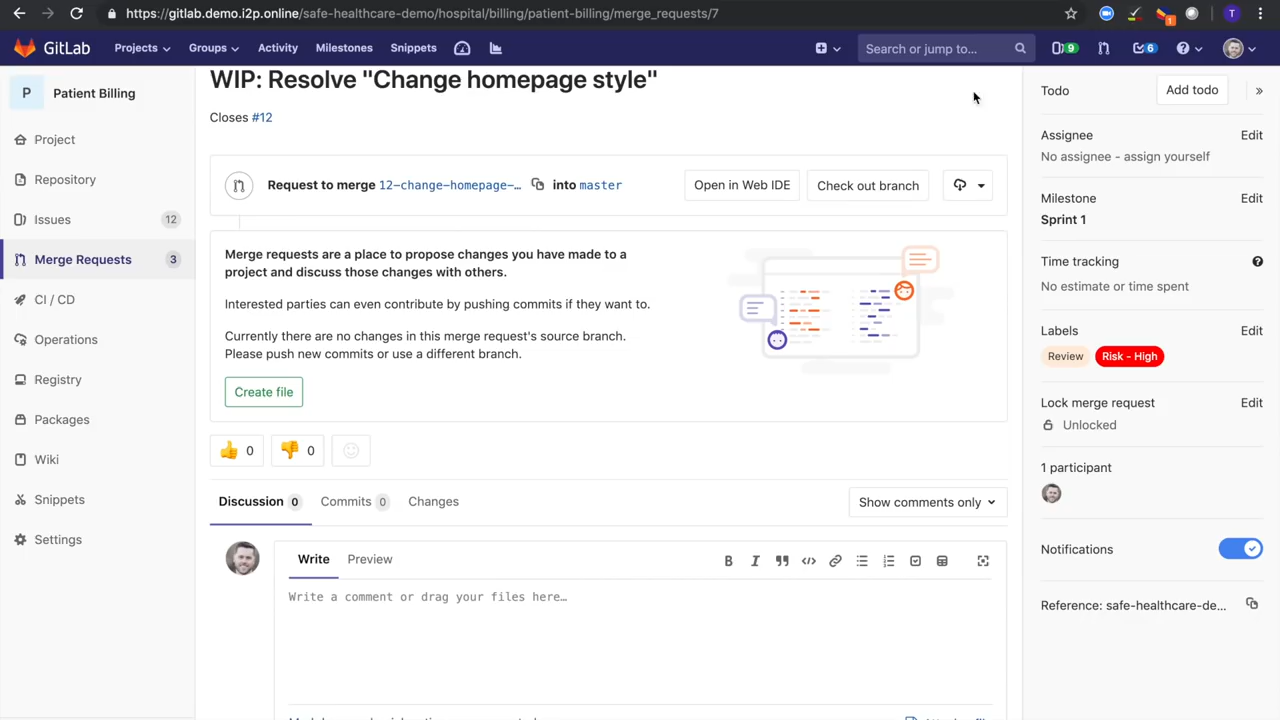 https://gitlab.demo.i2p.online/safe-healthcare-demo/hospital/billing/patient-billing/merge_requests/7
T
1
GitLab Projects Groups Activity Milestones Snippets Search or jump to... 9 6
P Patient Billing
Project
Repository
Issues 12
Merge Requests 3
CI / CD
Operations
Registry
Packages
Wiki
Snippets
Settings
WIP: Resolve "Change homepage style"
Closes #12
Request to merge 12-change-homepage-... into master
Open in Web IDE
Check out branch
Merge requests are a place to propose changes you have made to a
project and discuss those changes with others.
Interested parties can even contribute by pushing commits if they want to.
Currently there are no changes in this merge request's source branch.
Please push new commits or use a different branch.
Create file
0
0
Discussion 0 Commits 0 Changes
Show comments only
Write Preview
Write a comment or drag your files here...
Todo
Add todo
Assignee Edit
No assignee - assign yourself
Milestone Edit
Sprint 1
Time tracking
No estimate or time spent
Labels Edit
Review Risk - High
Lock merge request Edit
Unlocked
1 participant
Notifications
Reference: safe-healthcare-de...